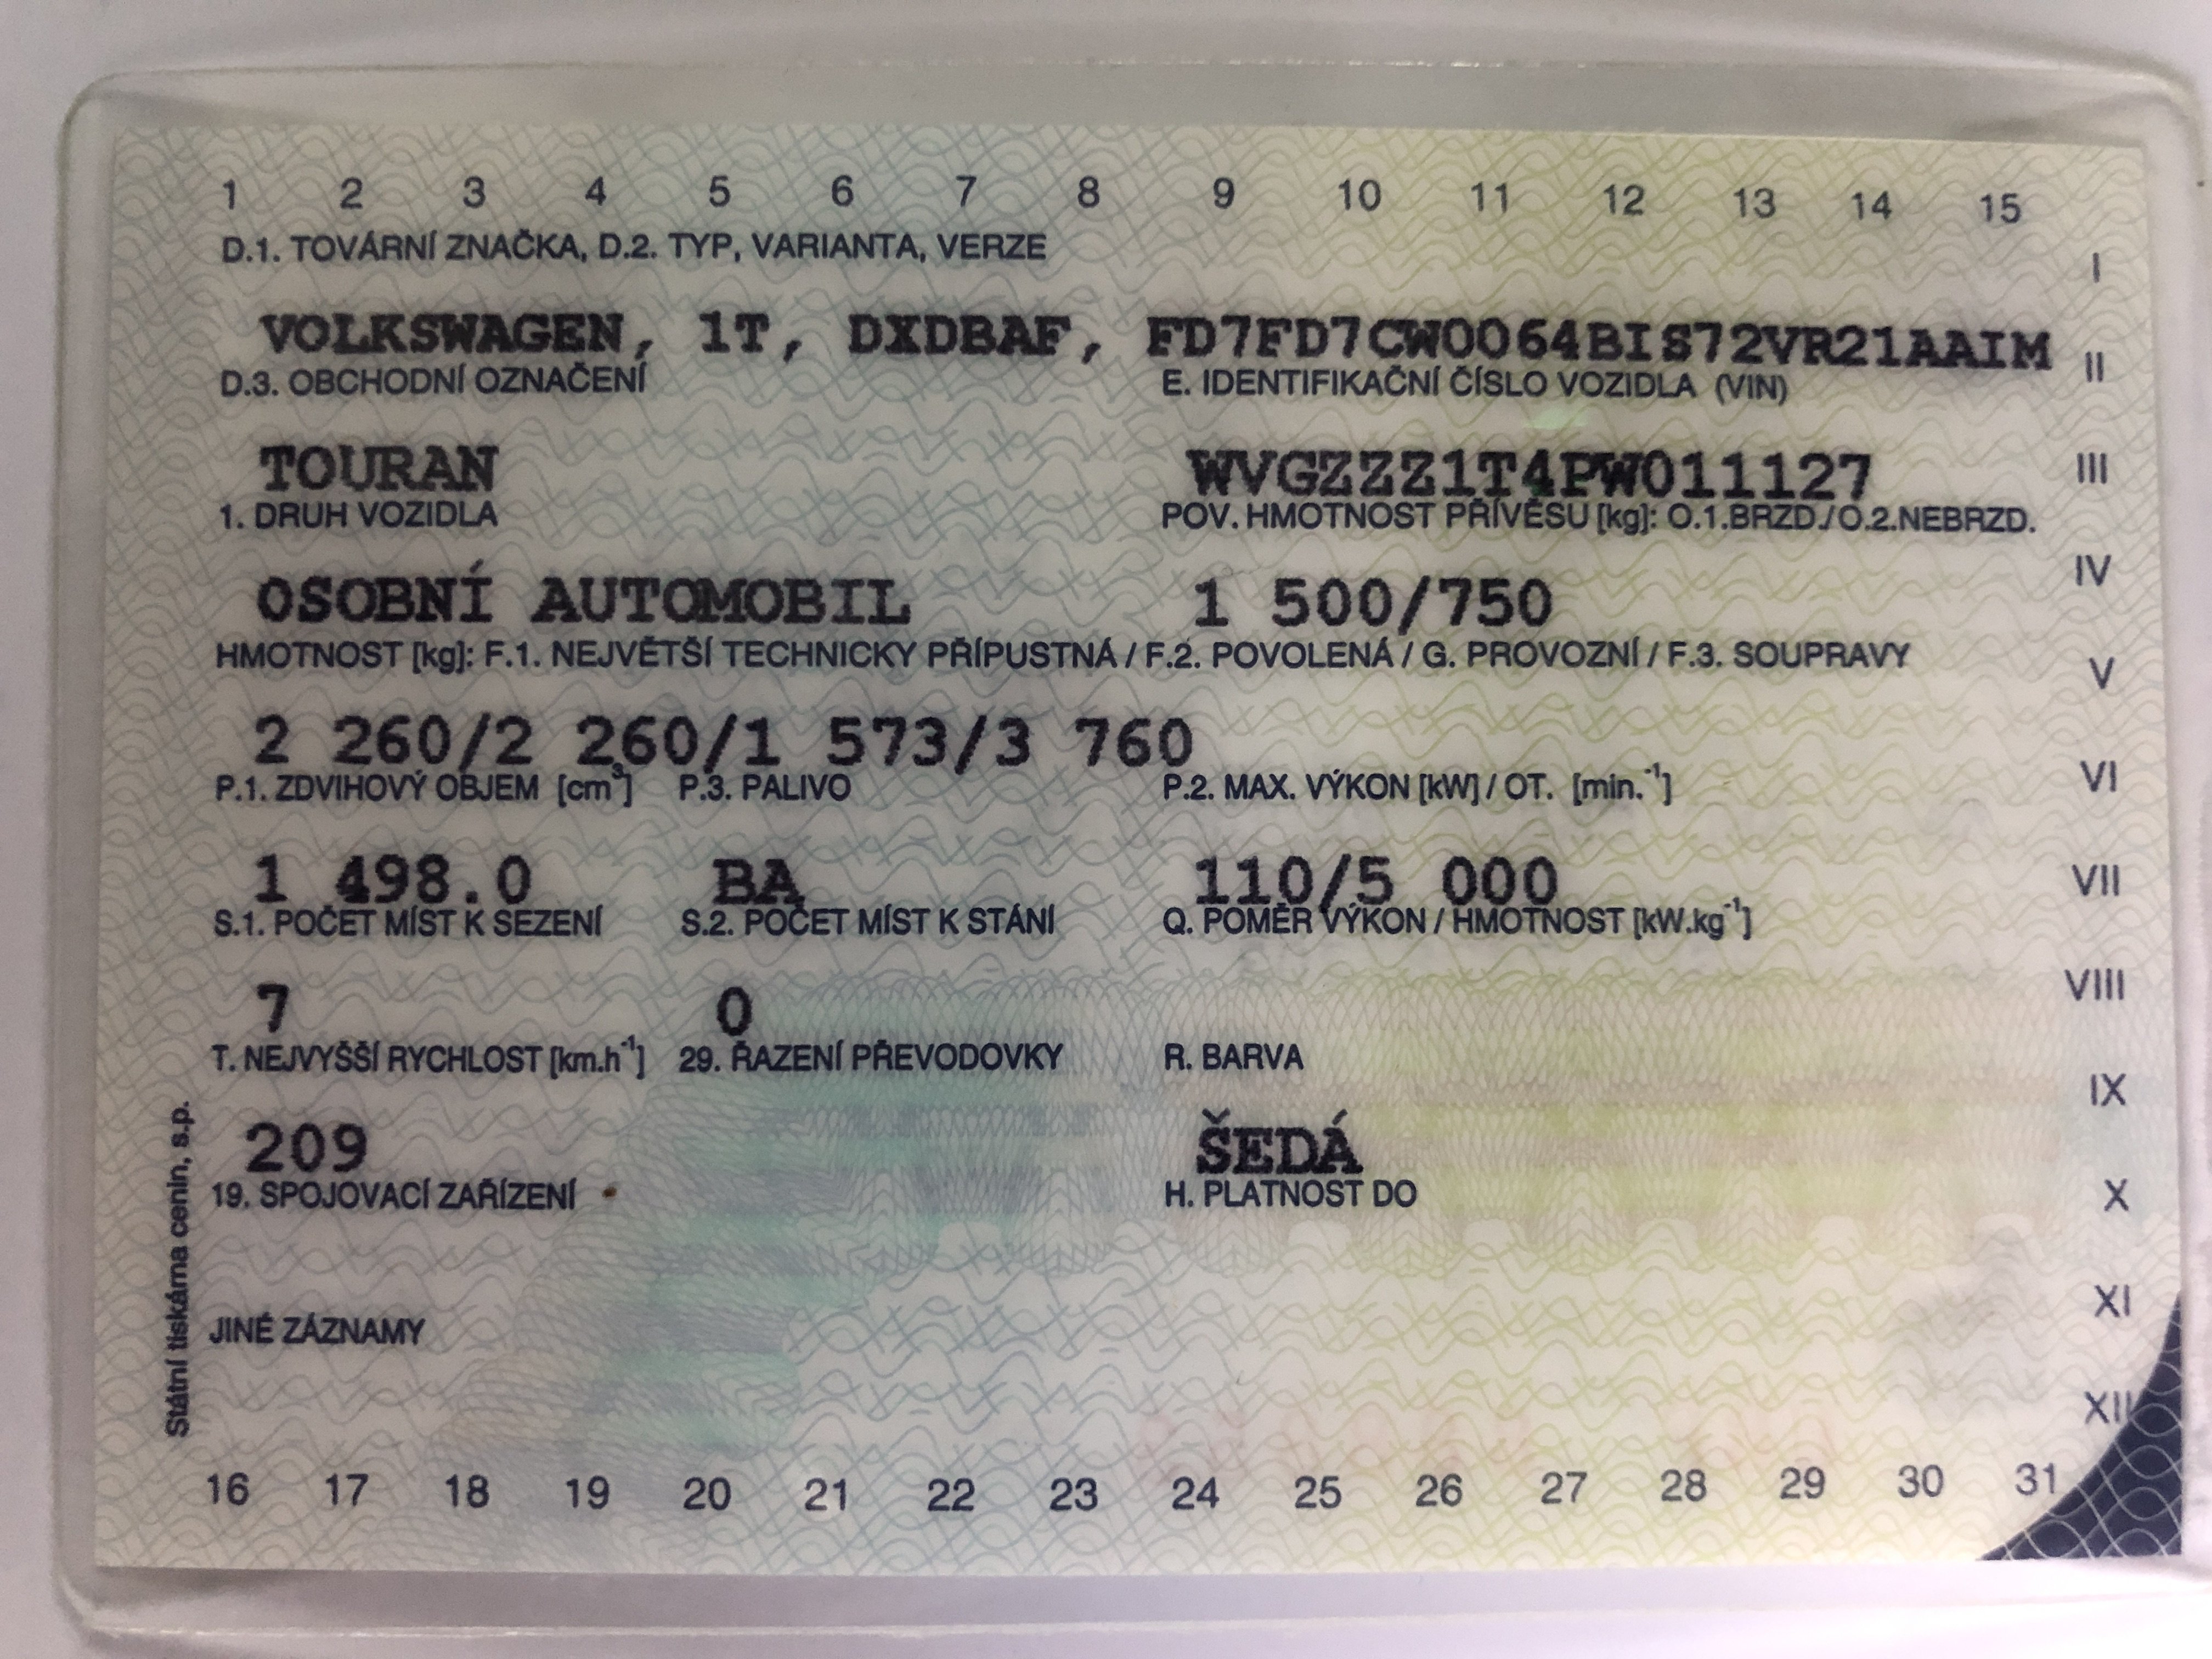 1 2 3 4 5 6 7 8 9 10 11 12 13 14 15
D.1. TOVÁRNÍ ZNAČKA, D.2. TYP, VARIANTA, VERZE
I
VOLKSWAGEN, 1T, DXDBAF, FD7FD7CW0064BIS72VR21AAIM
D.3. OBCHODNÍ OZNAČENÍ E. IDENTIFIKAČNÍ ČÍSLO VOZIDLA (VIN)
II
TOURAN WVGZZZ1T4PW011127
III
1. DRUH VOZIDLA POV. HMOTNOST PŘÍVĚSU [kg]: O.1.BRZD./O.2.NEBRZD.
OSOBNÍ AUTOMOBIL 1 500/750
IV
HMOTNOST [kg]: F.1. NEJVĚTŠÍ TECHNICKY PŘÍPUSTNÁ / F.2. POVOLENÁ / G. PROVOZNÍ / F.3. SOUPRAVY
V
2 260/2 260/1 573/3 760
P.1. ZDVIHOVÝ OBJEM [cm³] P.3. PALIVO P.2. MAX. VÝKON [kW] / OT. [min.⁻¹]
VI
1 498.0 BA 110/5 000
VII
S.1. POČET MÍST K SEZENÍ S.2. POČET MÍST K STÁNÍ Q. POMĚR VÝKON / HMOTNOST [kW.kg⁻¹]
VIII
7 0
T. NEJVYŠŠÍ RYCHLOST [km.h⁻¹] 29. ŘAZENÍ PŘEVODOVKY R. BARVA
IX
209 ŠEDÁ
19. SPOJOVACÍ ZAŘÍZENÍ H. PLATNOST DO
X
XI
JINÉ ZÁZNAMY
XII
Státní tiskárna cenin, s.p.
16 17 18 19 20 21 22 23 24 25 26 27 28 29 30 31